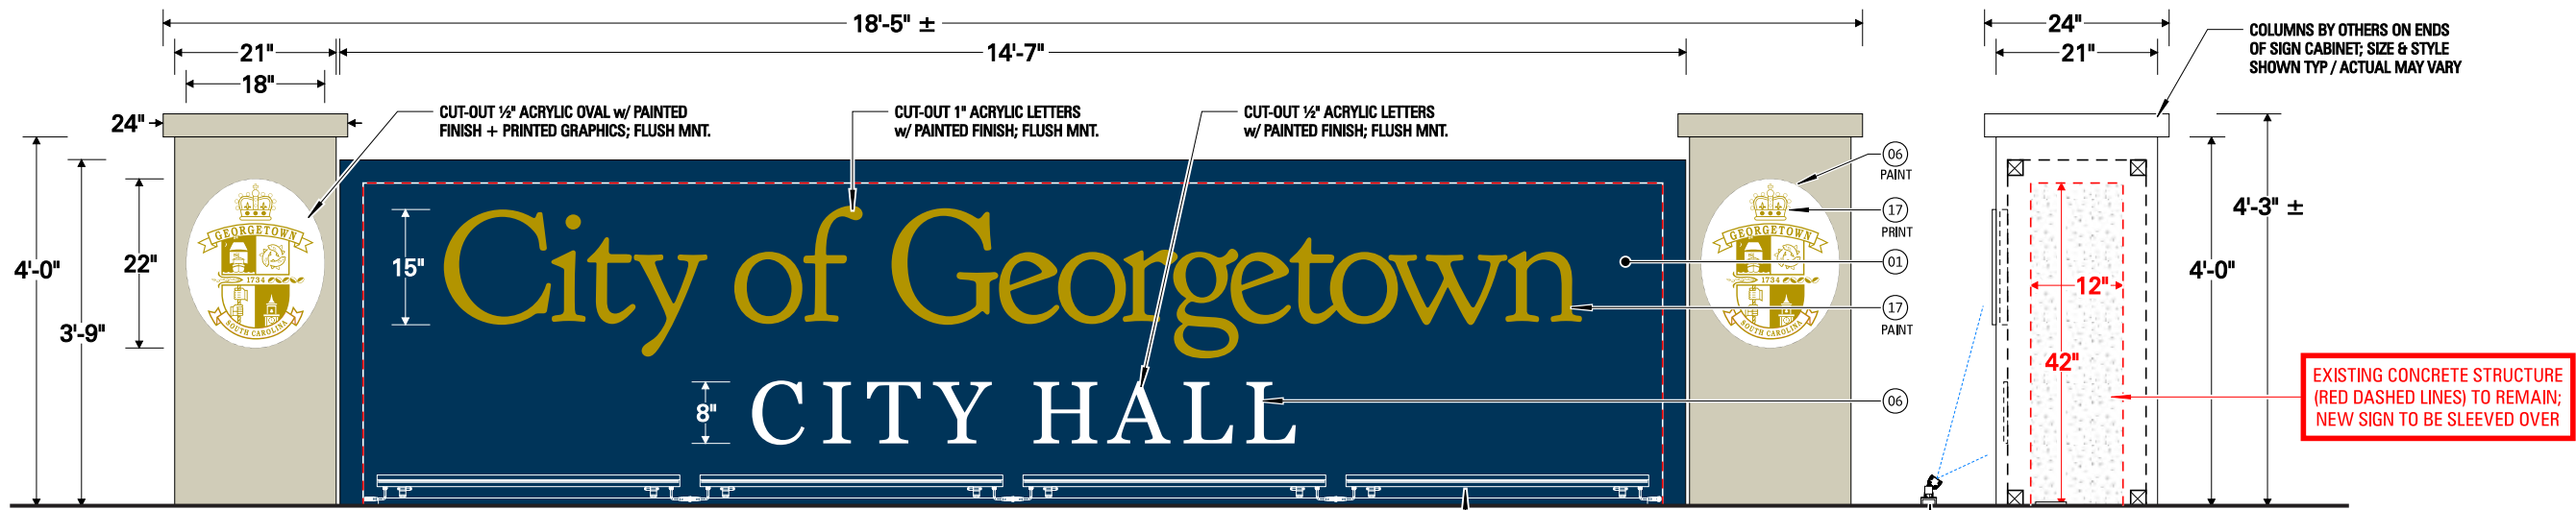 18'-5" ±
21"
14'-7"
18"
24"
21"
COLUMNS BY OTHERS ON ENDS
OF SIGN CABINET; SIZE & STYLE
SHOWN TYP / ACTUAL MAY VARY
24"
CUT-OUT ½" ACRYLIC OVAL w/ PAINTED
FINISH + PRINTED GRAPHICS; FLUSH MNT.
CUT-OUT 1" ACRYLIC LETTERS
w/ PAINTED FINISH; FLUSH MNT.
CUT-OUT ½" ACRYLIC LETTERS
w/ PAINTED FINISH; FLUSH MNT.
4'-0"
3'-9"
22"
GEORGETOWN
1734
SOUTH CAROLINA
15"
City of Georgetown
8"
CITY HALL
GEORGETOWN
1734
SOUTH CAROLINA
06
PAINT
17
PRINT
01
17
PAINT
06
12"
42"
4'-0"
4'-3" ±
EXISTING CONCRETE STRUCTURE
(RED DASHED LINES) TO REMAIN;
NEW SIGN TO BE SLEEVED OVER